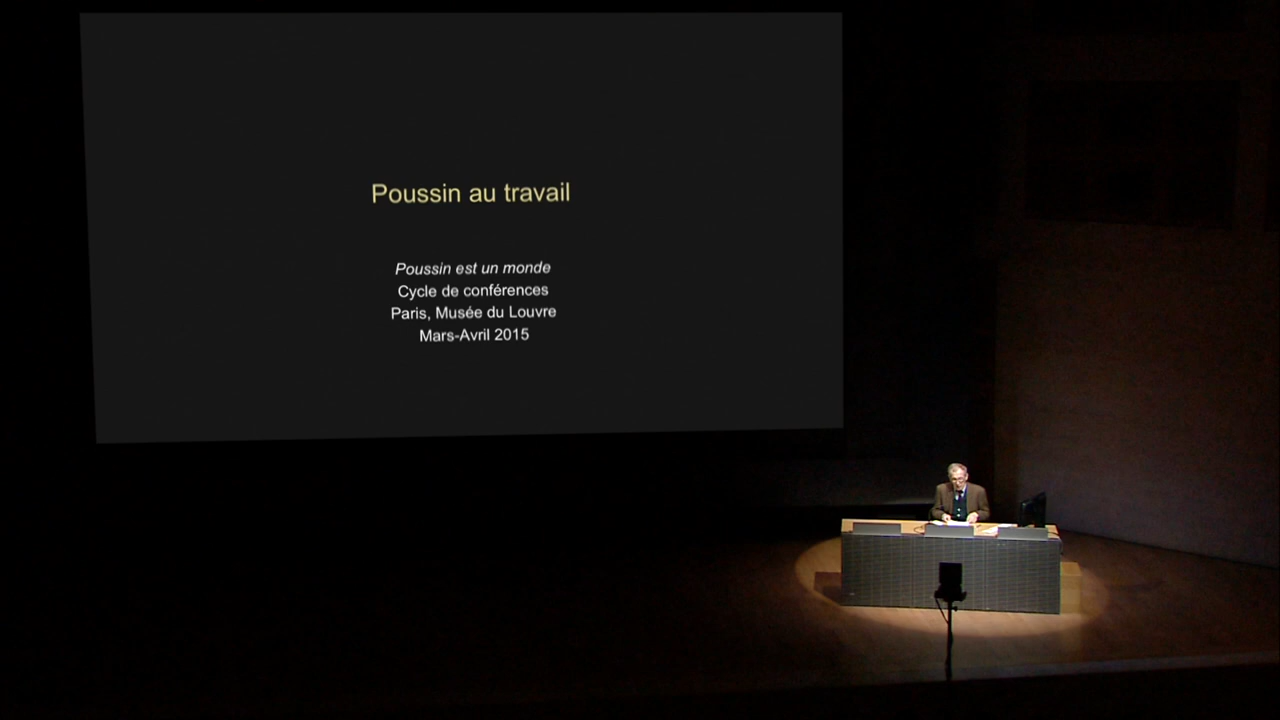 Poussin au travail
Poussin est un monde
Cycle de conférences
Paris, Musée du Louvre
Mars-Avril 2015